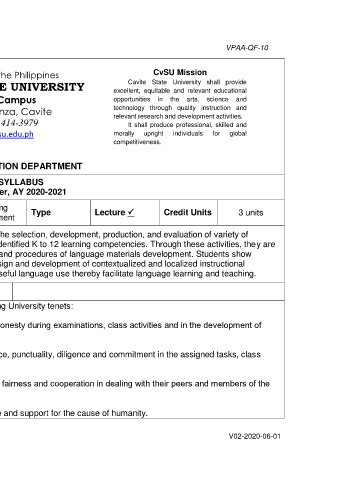 VPAA-QF-10
the Philippines
E UNIVERSITY
Campus
nza, Cavite
414-3979
su.edu.ph
CvSU Mission
Cavite State University shall provide
excellent, equitable and relevant educational
opportunities in the arts, science and
technology through quality instruction and
relevant research and development activities.
It shall produce professional, skilled and
morally upright individuals for global
competitiveness.
TION DEPARTMENT
SYLLABUS
er, AY 2020-2021
ng
ment
Type
Lecture ✓
Credit Units
3 units
he selection, development, production, and evaluation of variety of
dentified K to 12 learning competencies. Through these activities, they are
and procedures of language materials development. Students show
sign and development of contextualized and localized instructional
seful language use thereby facilitate language learning and teaching.
ng University tenets:
onesty during examinations, class activities and in the development of
ce, punctuality, diligence and commitment in the assigned tasks, class
fairness and cooperation in dealing with their peers and members of the
e and support for the cause of humanity.
V02-2020-06-01